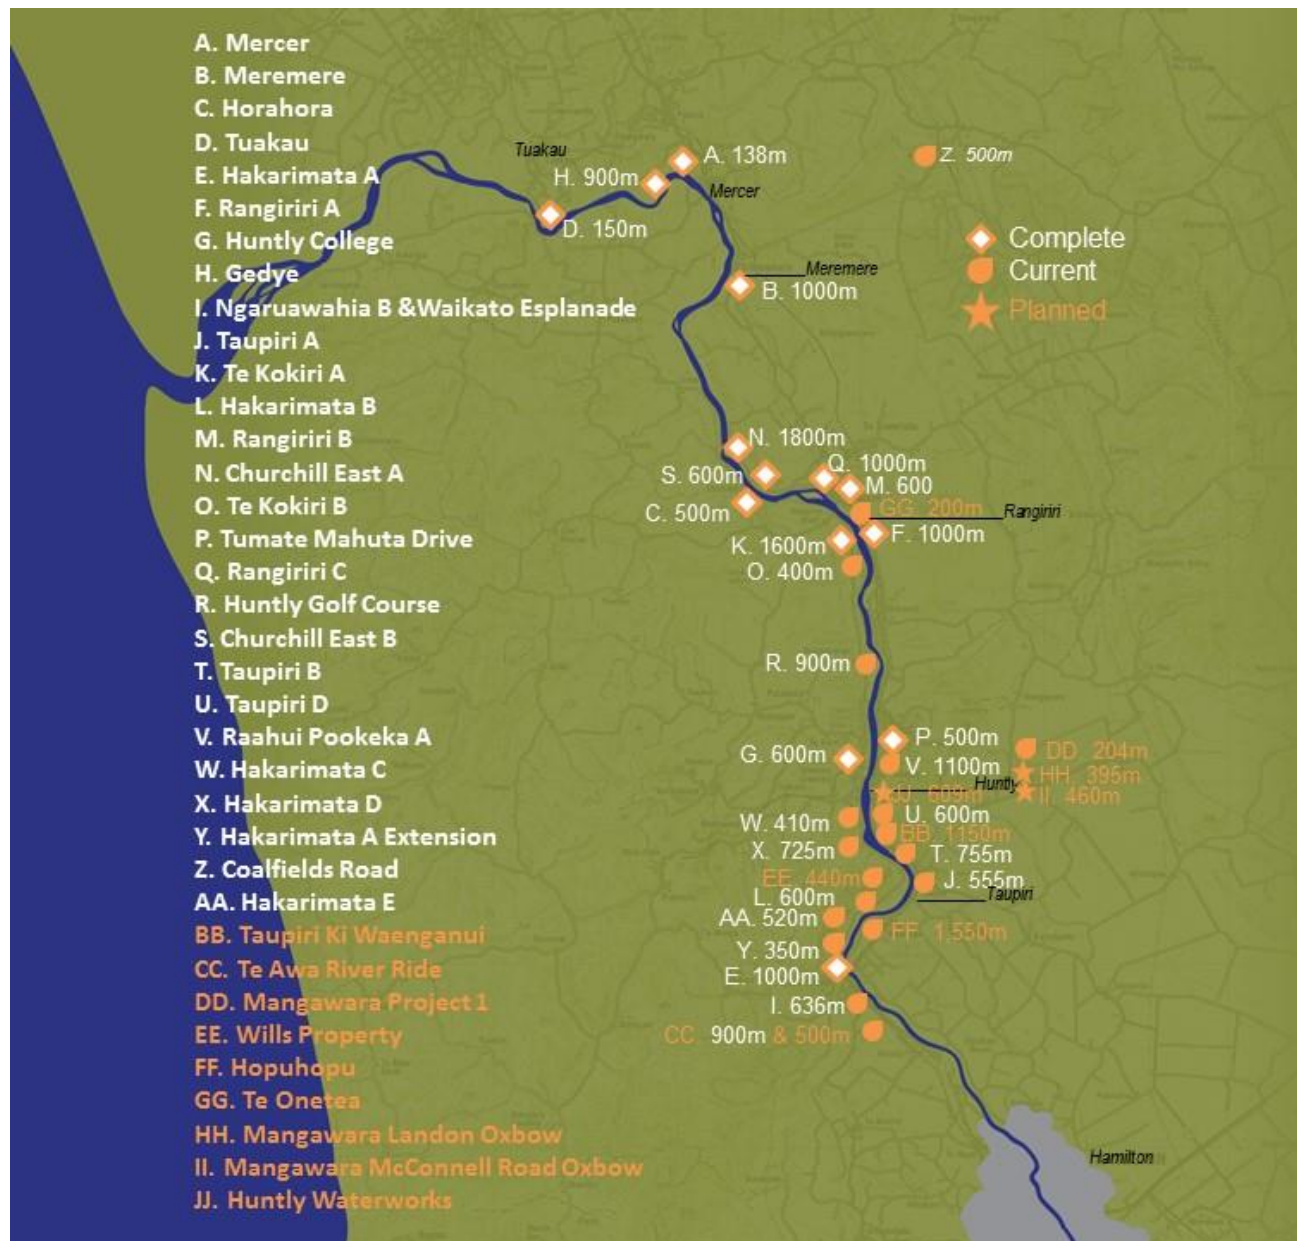 A. Mercer
B. Meremere
C. Horahora
D. Tuakau
E. Hakarimata A
F. Rangiriri A
G. Huntly College
H. Gedye
I. Ngaruawahia B &Waikato Esplanade
J. Taupiri A
K. Te Kokiri A
L. Hakarimata B
M. Rangiriri B
N. Churchill East A
O. Te Kokiri B
P. Tumate Mahuta Drive
Q. Rangiriri C
R. Huntly Golf Course
S. Churchill East B
T. Taupiri B
U. Taupiri D
V. Raahui Pookeka A
W. Hakarimata C
X. Hakarimata D
Y. Hakarimata A Extension
Z. Coalfields Road
AA. Hakarimata E
BB. Taupiri Ki Waenganui
CC. Te Awa River Ride
DD. Mangawara Project 1
EE. Wills Property
FF. Hopuhopu
GG. Te Onetea
HH. Mangawara Landon Oxbow
II. Mangawara McConnell Road Oxbow
JJ. Huntly Waterworks
Tuakau
A. 138m
Z. 500m
H. 900m
Mercer
D. 150m
Complete
Current
Planned
Meremere
B. 1000m
N. 1800m
Q. 1000m
S. 600m
M. 600
C. 500m
GG. 200m
Rangiriri
F. 1000m
K. 1600m
O. 400m
R. 900m
P. 500m
DD. 204m
G. 600m
V. 1100m
HH. 395m
Huntly
JJ. 609m
II. 460m
U. 600m
W. 410m
BB. 1150m
X. 725m
T. 755m
EE. 440m
J. 555m
L. 600m
Taupiri
AA. 520m
FF. 1,550m
Y. 350m
E. 1000m
I. 636m
CC. 900m & 500m
Hamilton